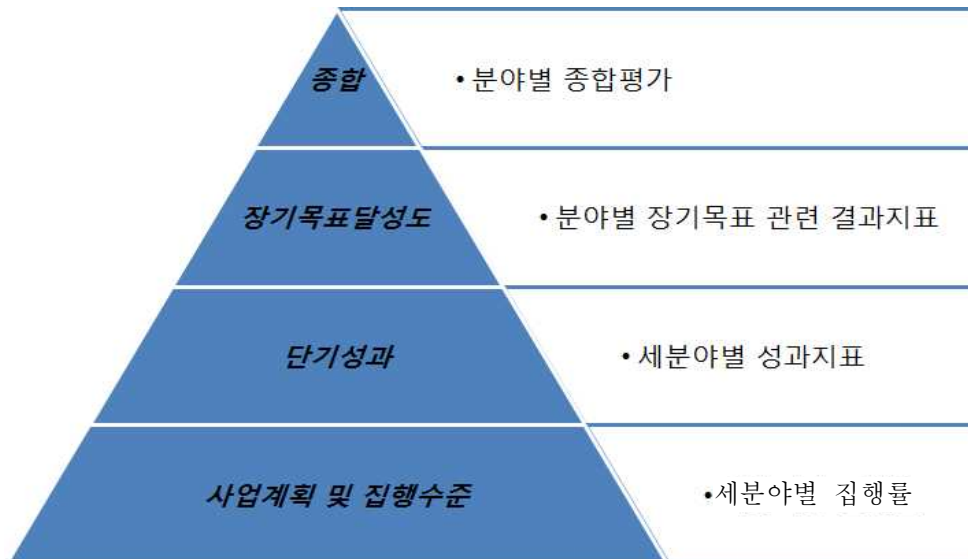 종합
• 분야별 종합평가
장기목표달성도
• 분야별 장기목표 관련 결과지표
단기성과
• 세분야별 성과지표
사업계획 및 집행수준
•세분야별 집행률